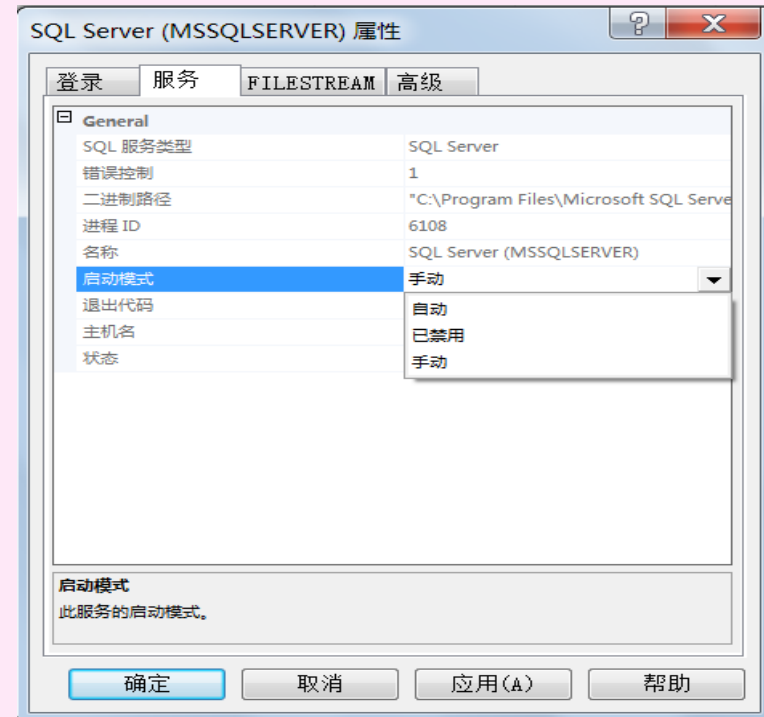 SQL Server (MSSQLSERVER) 属性
登录 服务 FILESTREAM 高级
General
SQL 服务类型 SQL Server
错误控制 1
二进制路径 "C:\Program Files\Microsoft SQL Serve
进程 ID 6108
名称 SQL Server (MSSQLSERVER)
启动模式 手动
退出代码 自动
主机名 已禁用
状态 手动
启动模式
此服务的启动模式。
确定 取消 应用(A) 帮助